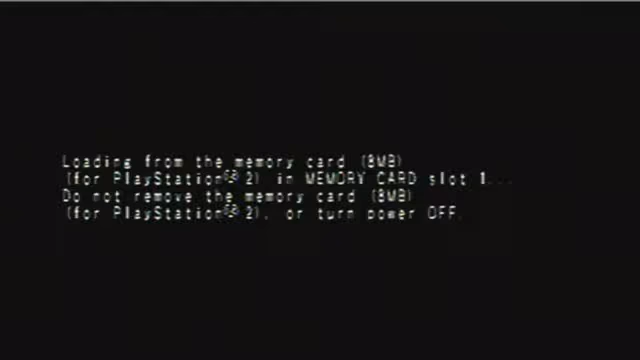 Loading from the memory card (8MB)
(for PlayStation®2) in MEMORY CARD slot 1...
Do not remove the memory card (8MB)
(for PlayStation®2), or turn power OFF.